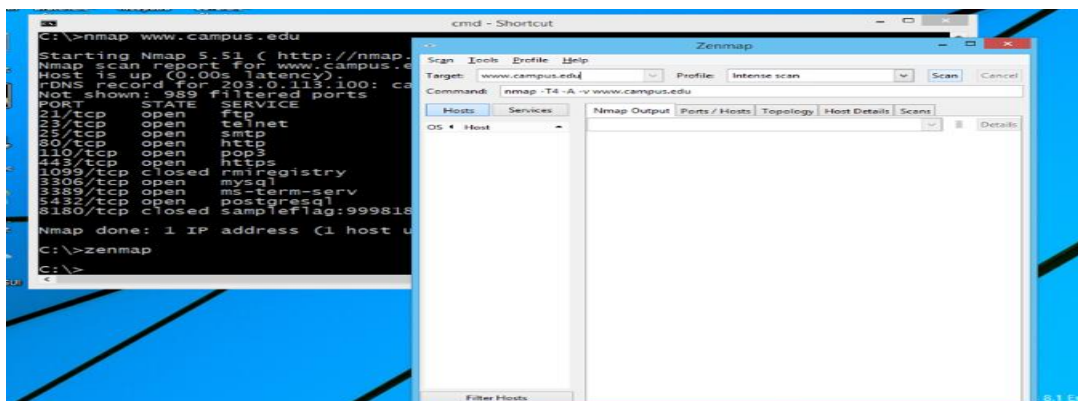 cmd - Shortcut
C:\>nmap www.campus.edu
Starting Nmap 5.51 ( http://nmap.
Nmap scan report for www.campus.e
Host is up (0.00s latency).
rDNS record for 203.0.113.100: ca
Not shown: 989 filtered ports
PORT STATE SERVICE
21/tcp open ftp
23/tcp open telnet
25/tcp open smtp
80/tcp open http
110/tcp open pop3
443/tcp open https
1099/tcp closed rmiregistry
3306/tcp open mysql
3389/tcp open ms-term-serv
5432/tcp open postgresql
8180/tcp closed sampleflag:999818
Nmap done: 1 IP address (1 host u
C:\>zenmap
C:\>
Zenmap
Scan Tools Profile Help
Target: www.campus.edu Profile: Intense scan Scan Cancel
Command: nmap -T4 -A -v www.campus.edu
Hosts Services Nmap Output Ports / Hosts Topology Host Details Scans
OS Host Details
Filter Hosts
8.1 E